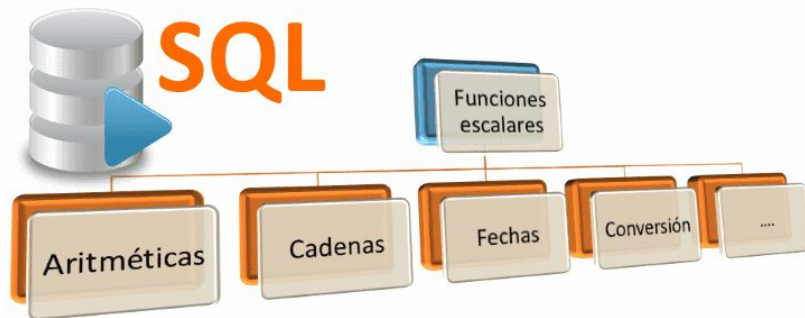 SQL
Funciones
escalares
Aritméticas
Cadenas
Fechas
Conversión
....